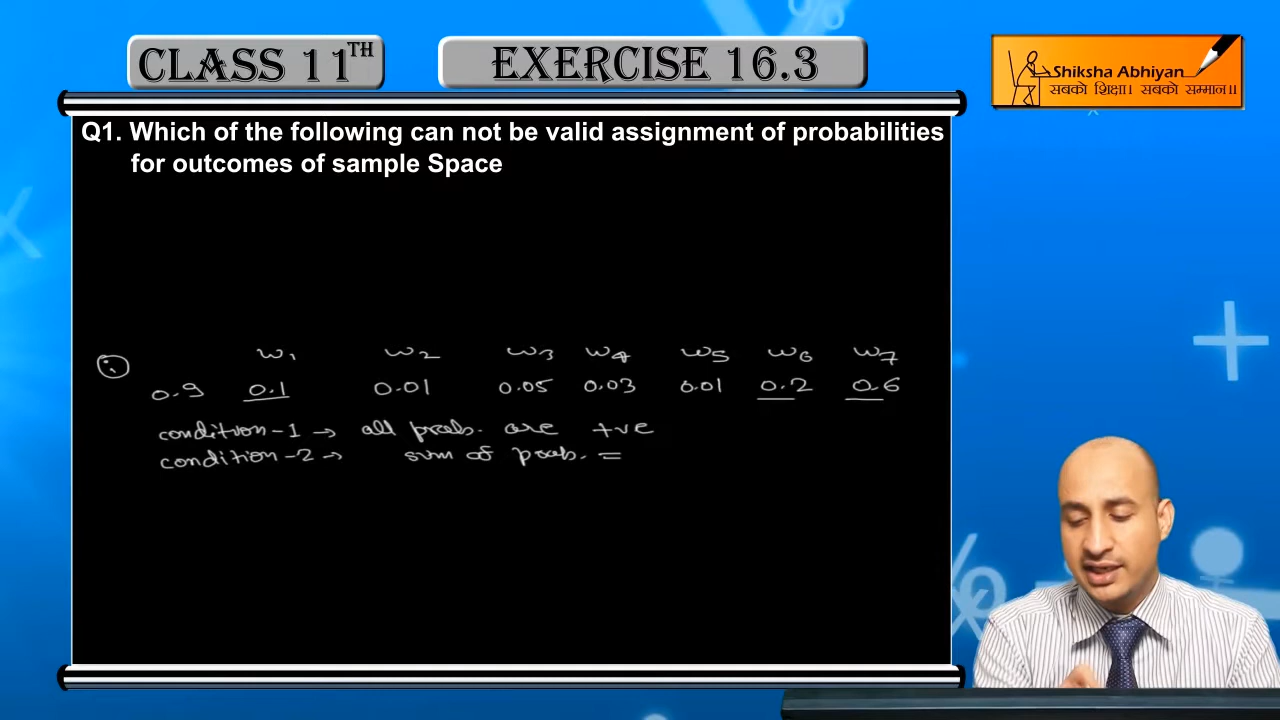 CLASS 11TH
EXERCISE 16.3
Shiksha Abhiyan
सबको शिक्षा। सबको सम्मान।।
Q1. Which of the following can not be valid assignment of probabilities
for outcomes of sample Space
ω1 ω2 ω3 ω4 ω5 ω6 ω7
0.9 0.1 0.01 0.05 0.03 0.01 0.2 0.6
condition-1 → all prob. are +ve
condition-2 → sum of prob. =